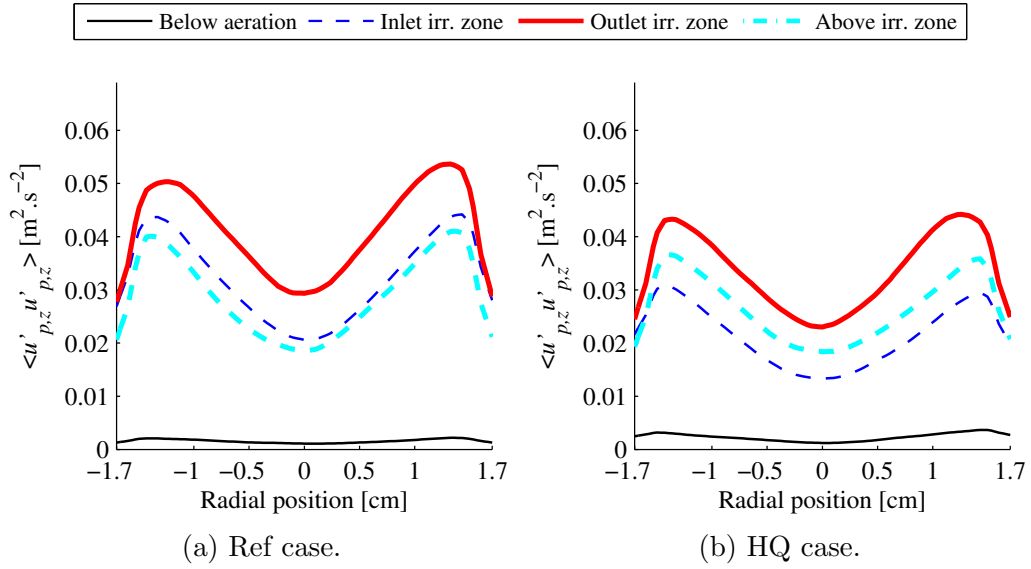 Below aeration Inlet irr. zone Outlet irr. zone Above irr. zone
<u'p,z u'p,z> [m².s⁻²]
0.06
0.05
0.04
0.03
0.02
0.01
0
−1.7 −1 −0.5 0 0.5 1 1.7
Radial position [cm]
(a) Ref case.
<u'p,z u'p,z> [m².s⁻²]
0.06
0.05
0.04
0.03
0.02
0.01
0
−1.7 −1 −0.5 0 0.5 1 1.7
Radial position [cm]
(b) HQ case.